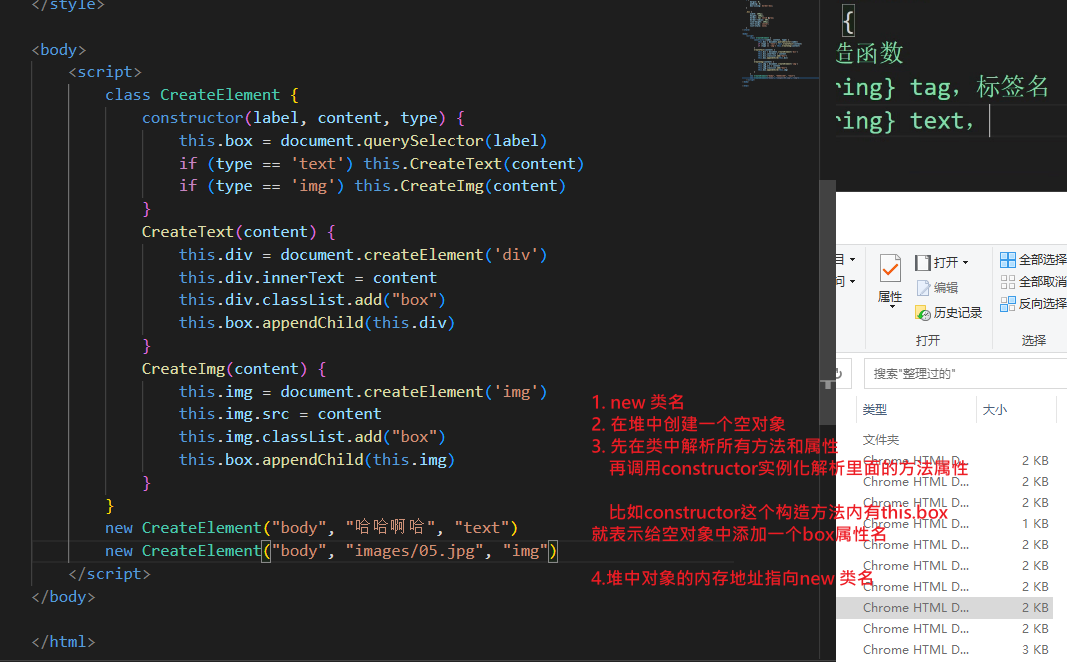 </style>
<body>
<script>
class CreateElement {
constructor(label, content, type) {
this.box = document.querySelector(label)
if (type == 'text') this.CreateText(content)
if (type == 'img') this.CreateImg(content)
}
CreateText(content) {
this.div = document.createElement('div')
this.div.innerText = content
this.div.classList.add("box")
this.box.appendChild(this.div)
}
CreateImg(content) {
this.img = document.createElement('img')
this.img.src = content
this.img.classList.add("box")
this.box.appendChild(this.img)
}
}
new CreateElement("body", "哈哈啊哈", "text")
new CreateElement("body", "images/05.jpg", "img")
</script>
</body>
</html>
1. new 类名
2. 在堆中创建一个空对象
3. 先在类中解析所有方法和属性
再调用constructor实例化解析里面的方法属性
比如constructor这个构造方法内有this.box
就表示给空对象中添加一个box属性名
4.堆中对象的内存地址指向new 类名
{
造函数
ring} tag，标签名
ring} text，
属性
打开
编辑
历史记录
打开
全部选择
全部取消
反向选择
选择
搜索"整理过的"
类型
大小
文件夹
Chrome HTML D... 2 KB
Chrome HTML D... 2 KB
Chrome HTML D... 2 KB
Chrome HTML D... 1 KB
Chrome HTML D... 2 KB
Chrome HTML D... 2 KB
Chrome HTML D... 2 KB
Chrome HTML D... 2 KB
Chrome HTML D... 2 KB
Chrome HTML D... 3 KB